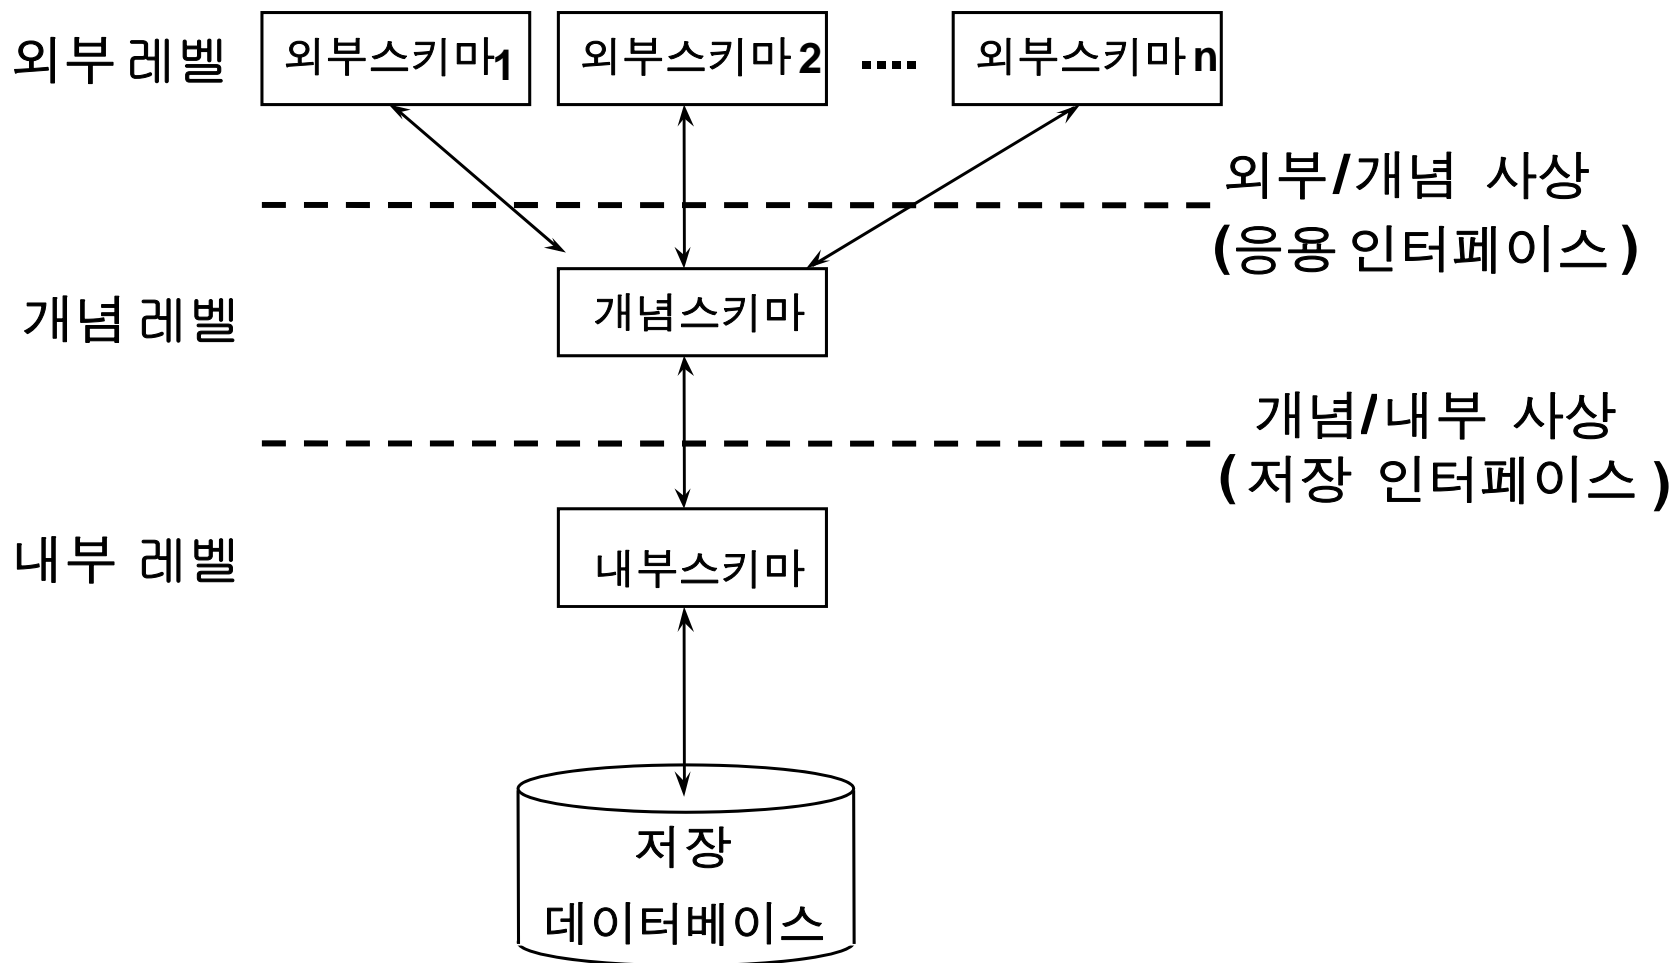 외부 레벨
외부스키마1
외부스키마2
....
외부스키마n
외부/개념 사상
(응용 인터페이스)
개념 레벨
개념스키마
개념/내부 사상
(저장 인터페이스)
내부 레벨
내부스키마
저장
데이터베이스